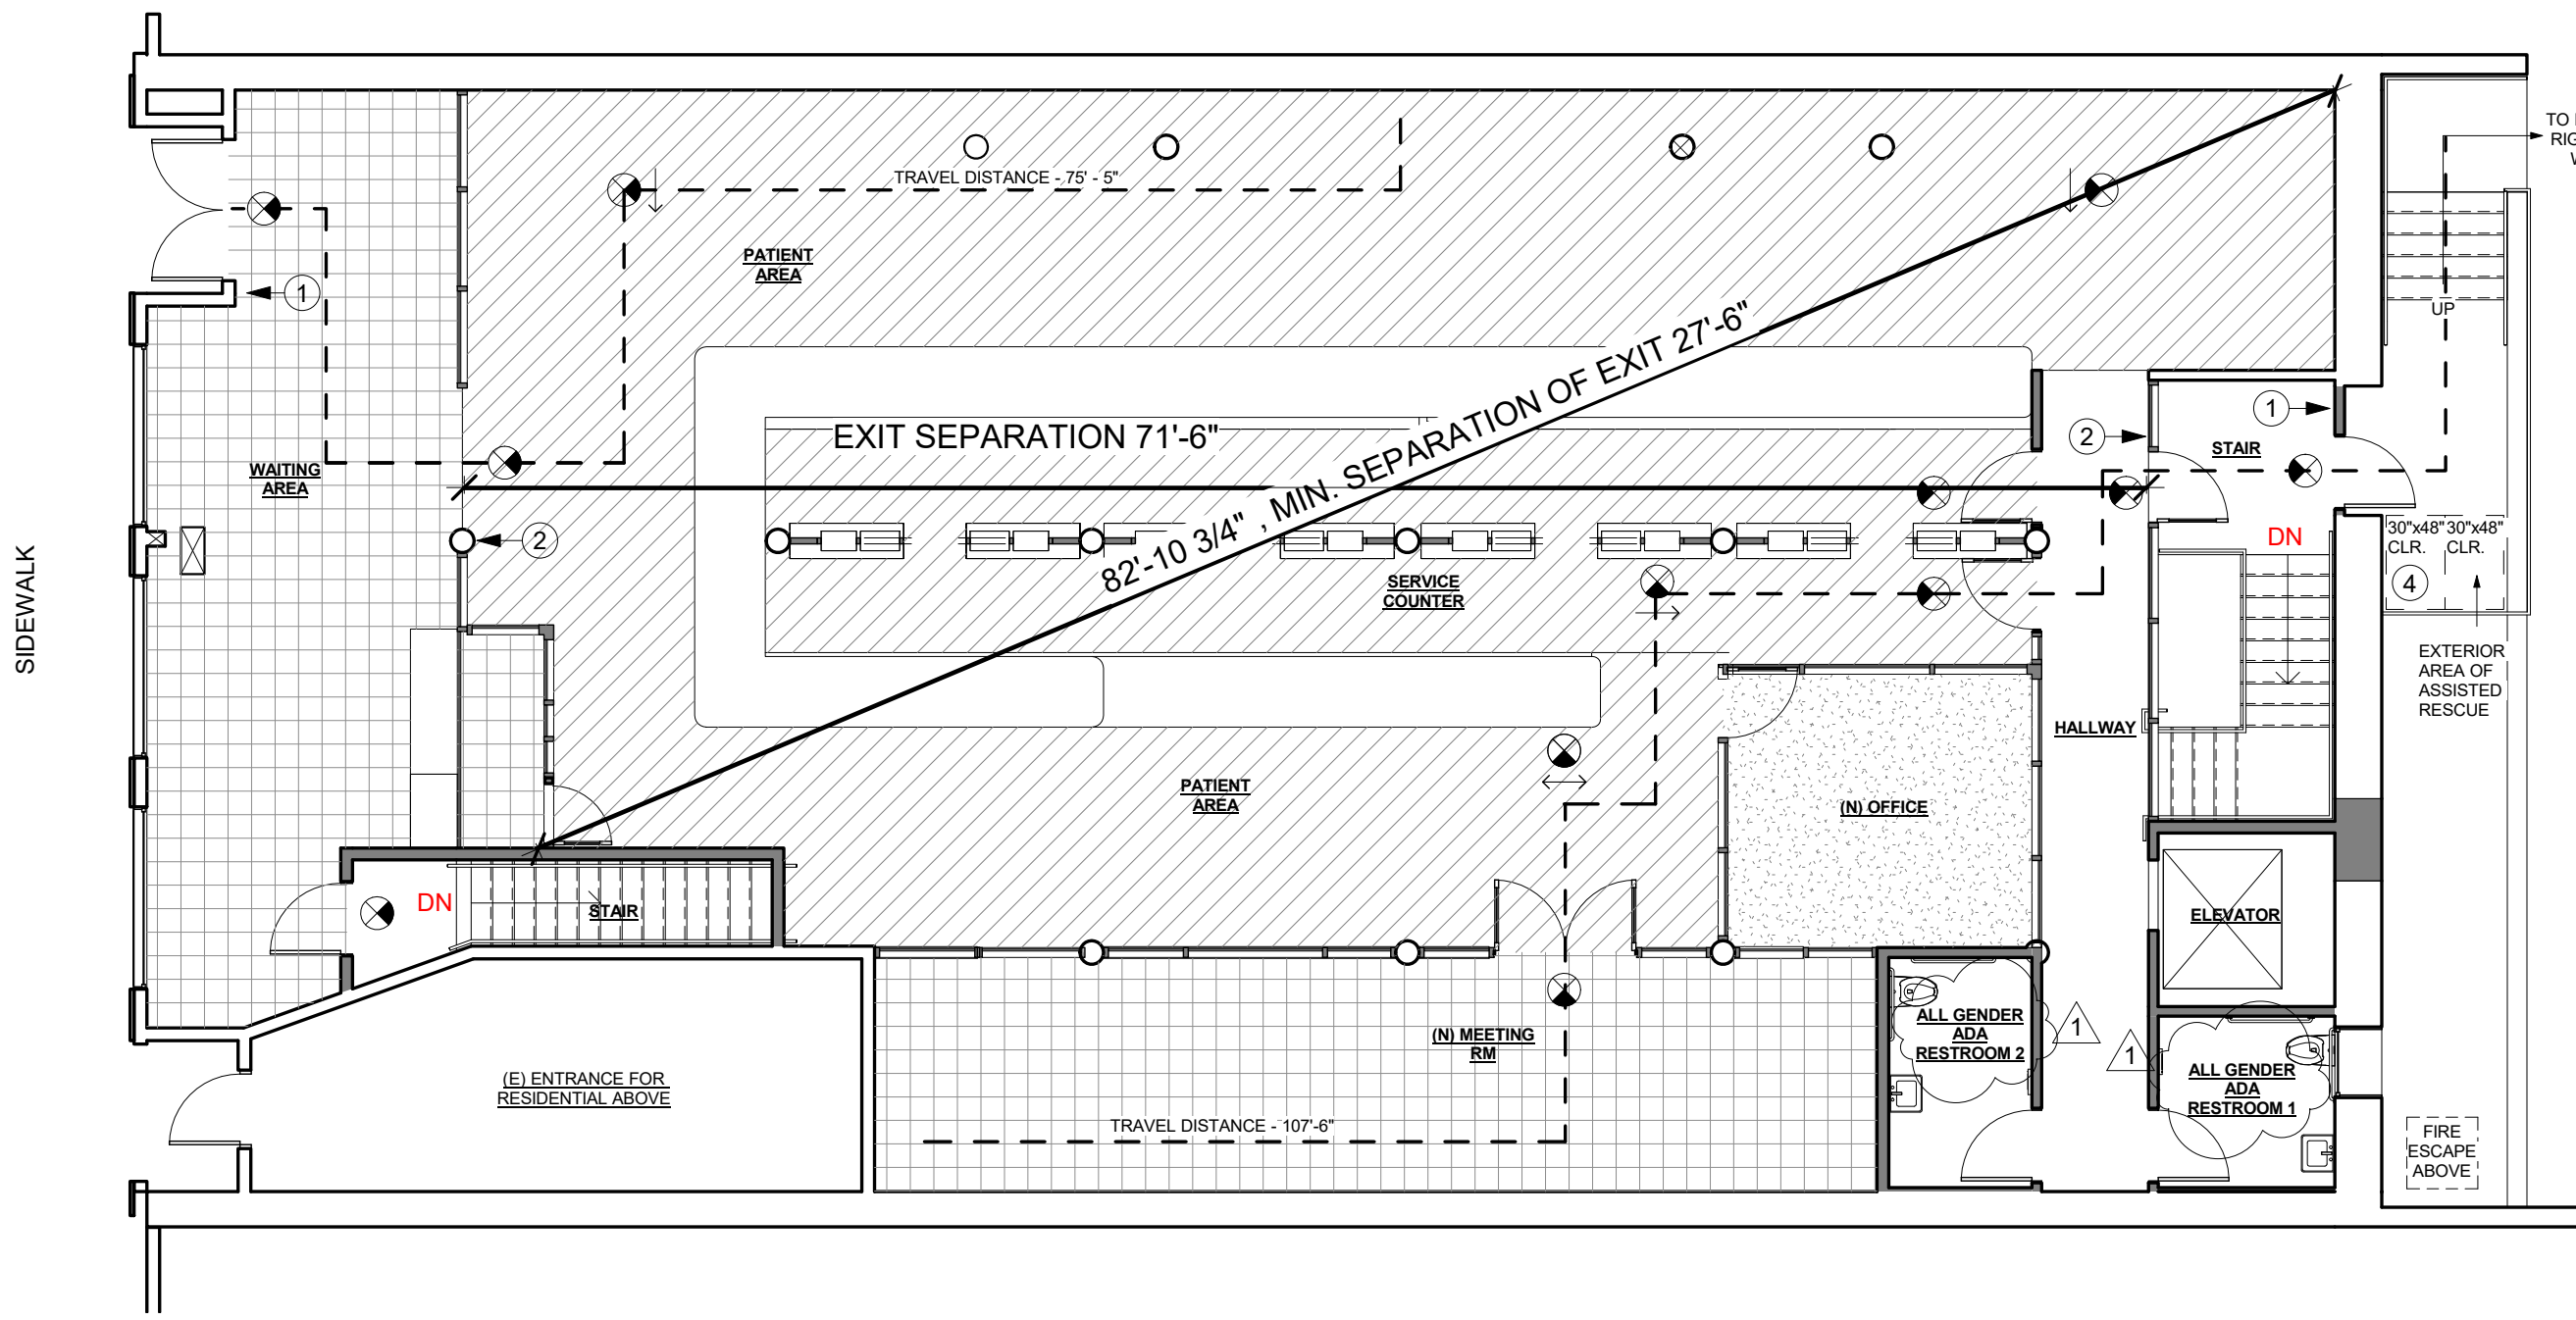 TRAVEL DISTANCE - 75' - 5"
TO
RIG
W
PATIENT
AREA
1
UP
82'-10 3/4" , MIN. SEPARATION OF EXIT 27'-6"
EXIT SEPARATION 71'-6"
1
2
STAIR
WAITING
AREA
2
DN
30"x48" 30"x48"
CLR. CLR.
4
SIDEWALK
SERVICE
COUNTER
EXTERIOR
AREA OF
ASSISTED
RESCUE
HALLWAY
PATIENT
AREA
(N) OFFICE
DN
STAIR
ELEVATOR
(N) MEETING
RM
ALL GENDER
ADA
RESTROOM 2
1
1
ALL GENDER
ADA
RESTROOM 1
(E) ENTRANCE FOR
RESIDENTIAL ABOVE
TRAVEL DISTANCE - 107'-6"
FIRE
ESCAPE
ABOVE